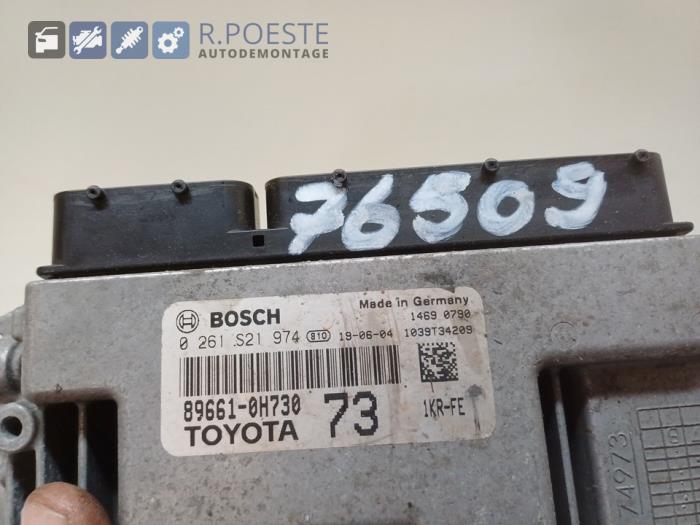 R.POESTE
AUTODEMONTAGE
76509
BOSCH
Made in Germany
1469 0790
0 261 S21 974 810 19-06-04 1039T34209
89661-0H730 73 1KR-FE
TOYOTA N
74973